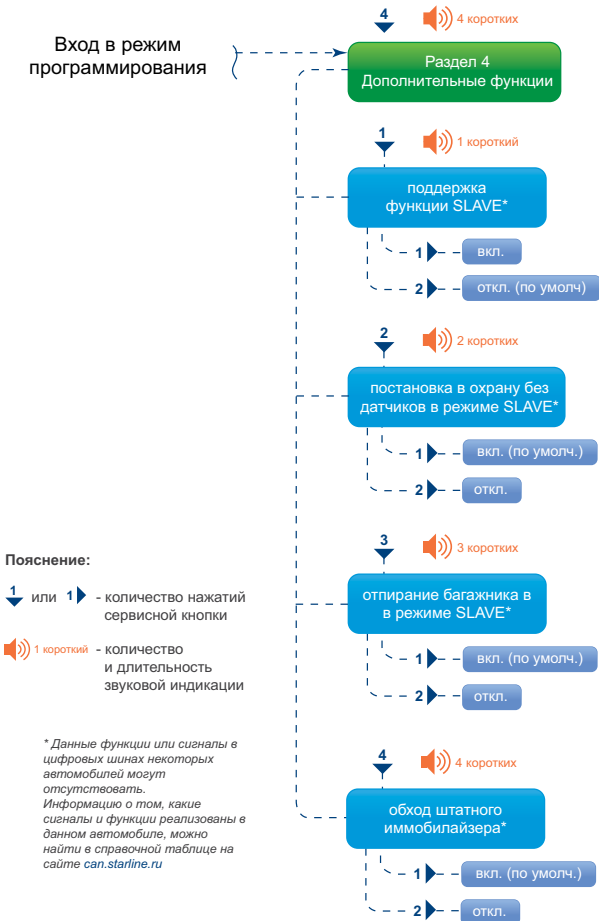 4
4 коротких
Вход в режим
программирования
Раздел 4
Дополнительные функции
1
1 короткий
поддержка
функции SLAVE*
1
вкл.
2
откл. (по умолч)
2
2 коротких
постановка в охрану без
датчиков в режиме SLAVE*
1
вкл. (по умолч.)
2
откл.
3
3 коротких
отпирание багажника в
в режиме SLAVE*
1
вкл. (по умолч.)
2
откл.
4
4 коротких
обход штатного
иммобилайзера*
1
вкл. (по умолч.)
2
откл.
Пояснение:
1 или 1 - количество нажатий
сервисной кнопки
1 короткий - количество
и длительность
звуковой индикации
* Данные функции или сигналы в
цифровых шинах некоторых
автомобилей могут
отсутствовать.
Информацию о том, какие
сигналы и функции реализованы в
данном автомобиле, можно
найти в справочной таблице на
сайте can.starline.ru